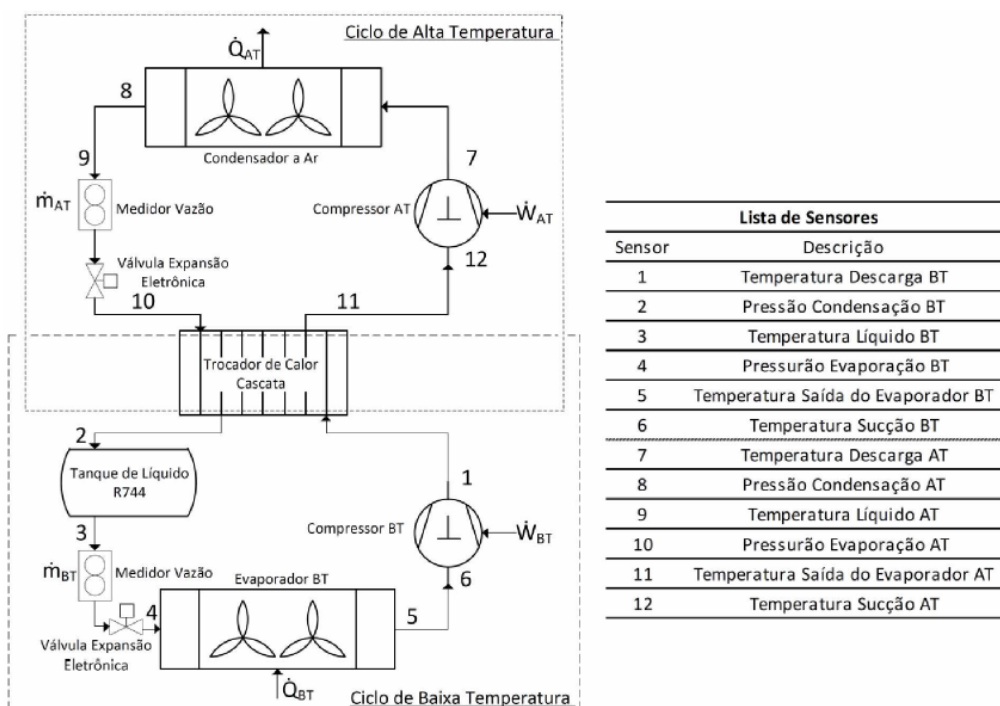 Ciclo de Alta Temperatura
Q̇AT
8
Condensador a Ar
9
7
ṁAT
Medidor Vazão
Compressor AT
ẆAT
Válvula Expansão
Eletrônica
12
10
11
Trocador de Calor
Cascata
2
Tanque de Líquido
R744
1
3
Compressor BT
ẆBT
ṁBT
Medidor Vazão
Evaporador BT
6
4
5
Válvula Expansão
Eletrônica
Q̇BT
Ciclo de Baixa Temperatura
Lista de Sensores
Sensor Descrição
1 Temperatura Descarga BT
2 Pressão Condensação BT
3 Temperatura Líquido BT
4 Pressurão Evaporação BT
5 Temperatura Saída do Evaporador BT
6 Temperatura Sucção BT
7 Temperatura Descarga AT
8 Pressão Condensação AT
9 Temperatura Líquido AT
10 Pressurão Evaporação AT
11 Temperatura Saída do Evaporador AT
12 Temperatura Sucção AT